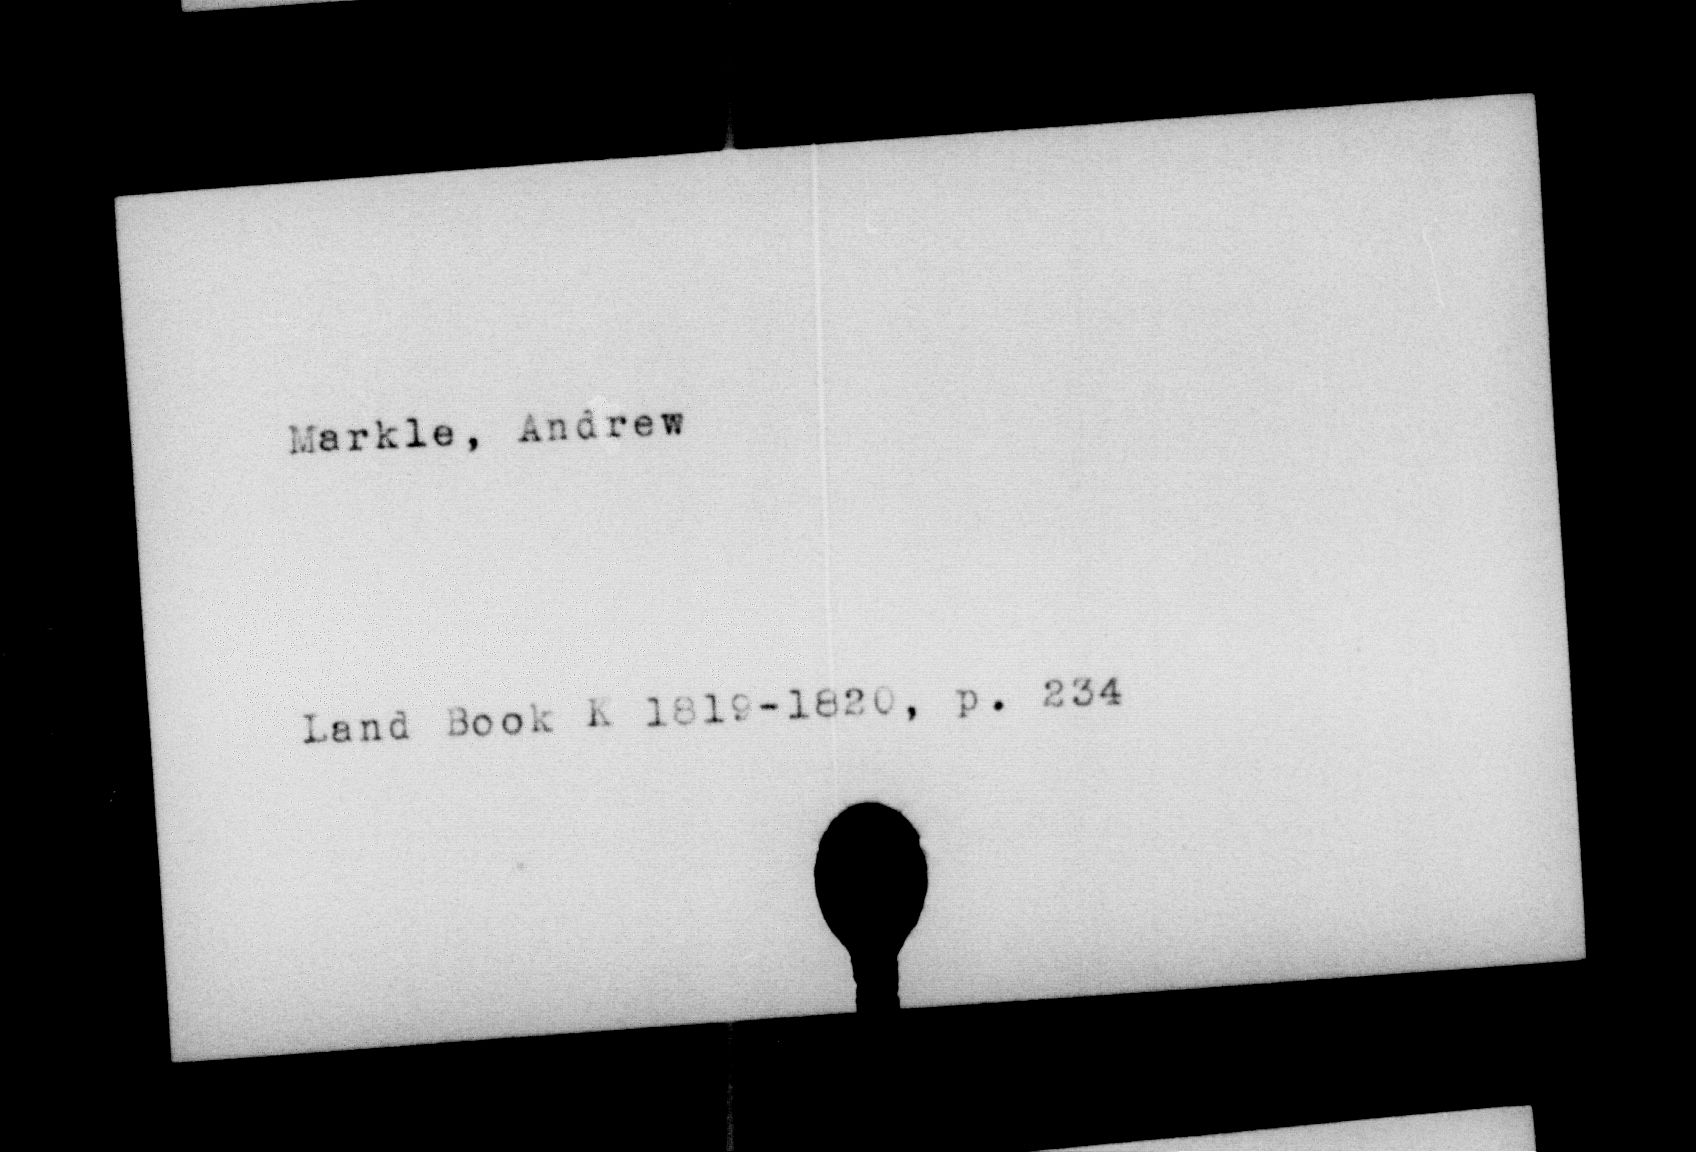 Markle, Andrew
Land Book K 1819-1820, p. 234